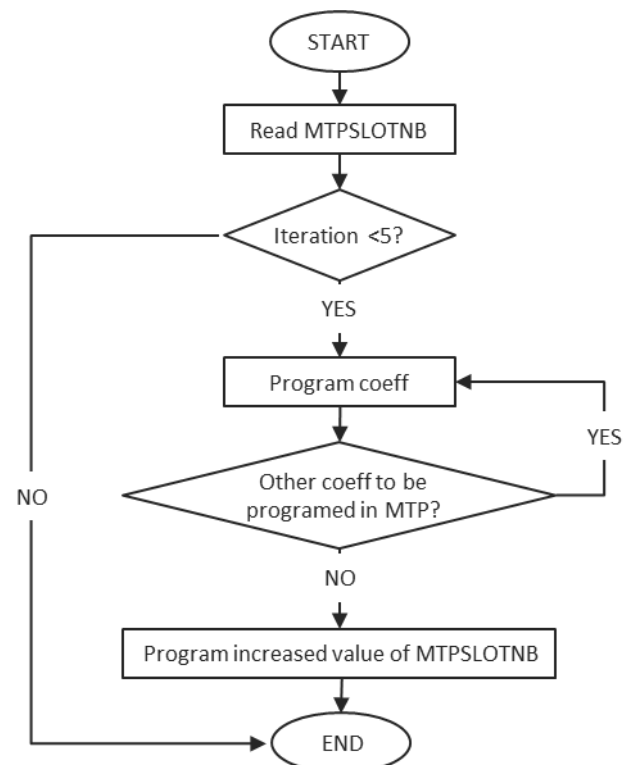 START
Read MTPSLOTNB
Iteration <5?
YES
Program coeff
YES
Other coeff to be
programed in MTP?
NO
NO
Program increased value of MTPSLOTNB
END